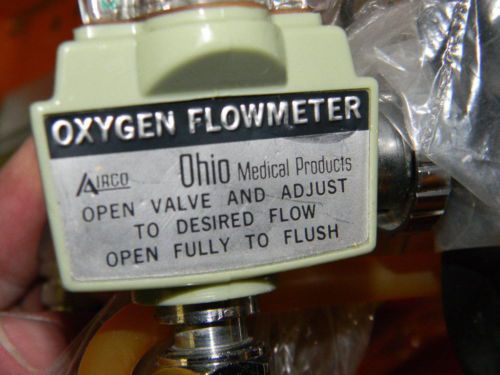 OXYGEN FLOWMETER
AIRCO Ohio Medical Products
OPEN VALVE AND ADJUST
TO DESIRED FLOW
OPEN FULLY TO FLUSH